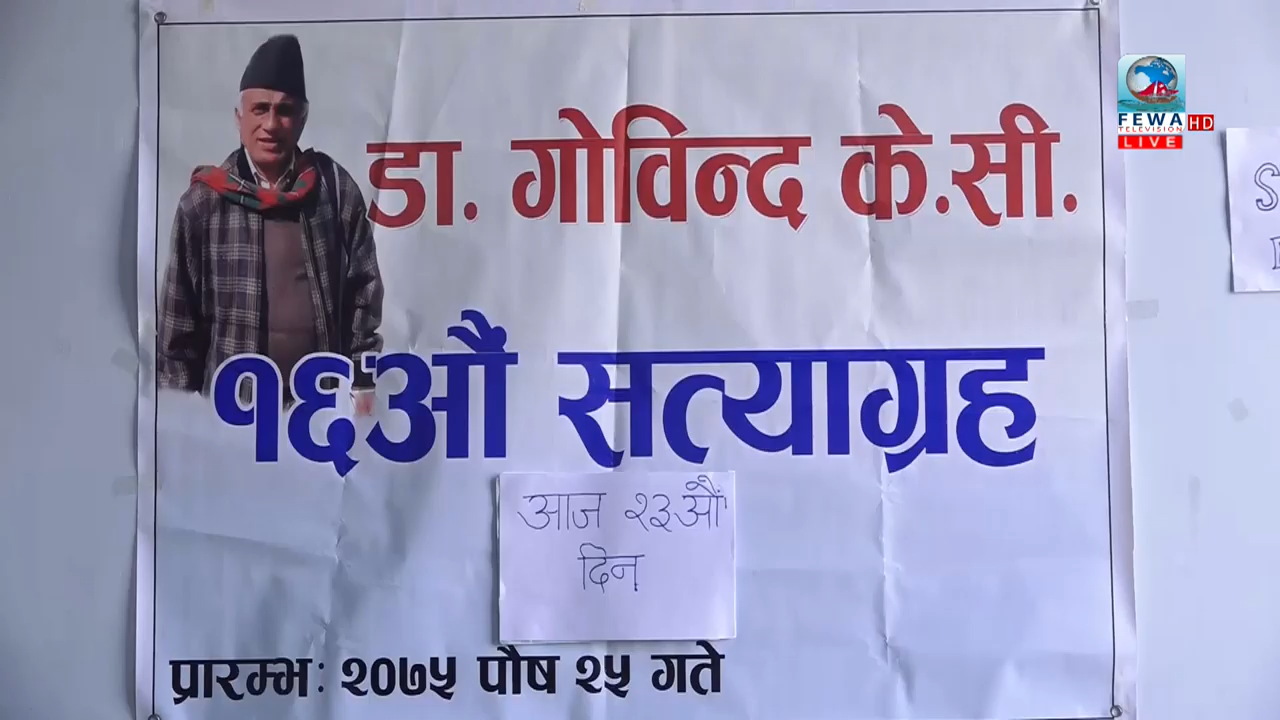 डा. गोविन्द के.सी.
१६औं सत्याग्रह
आज २३औं
दिन
प्रारम्भः २०७५ पौष २५ गते
FEWA HD
TELEVISION
LIVE